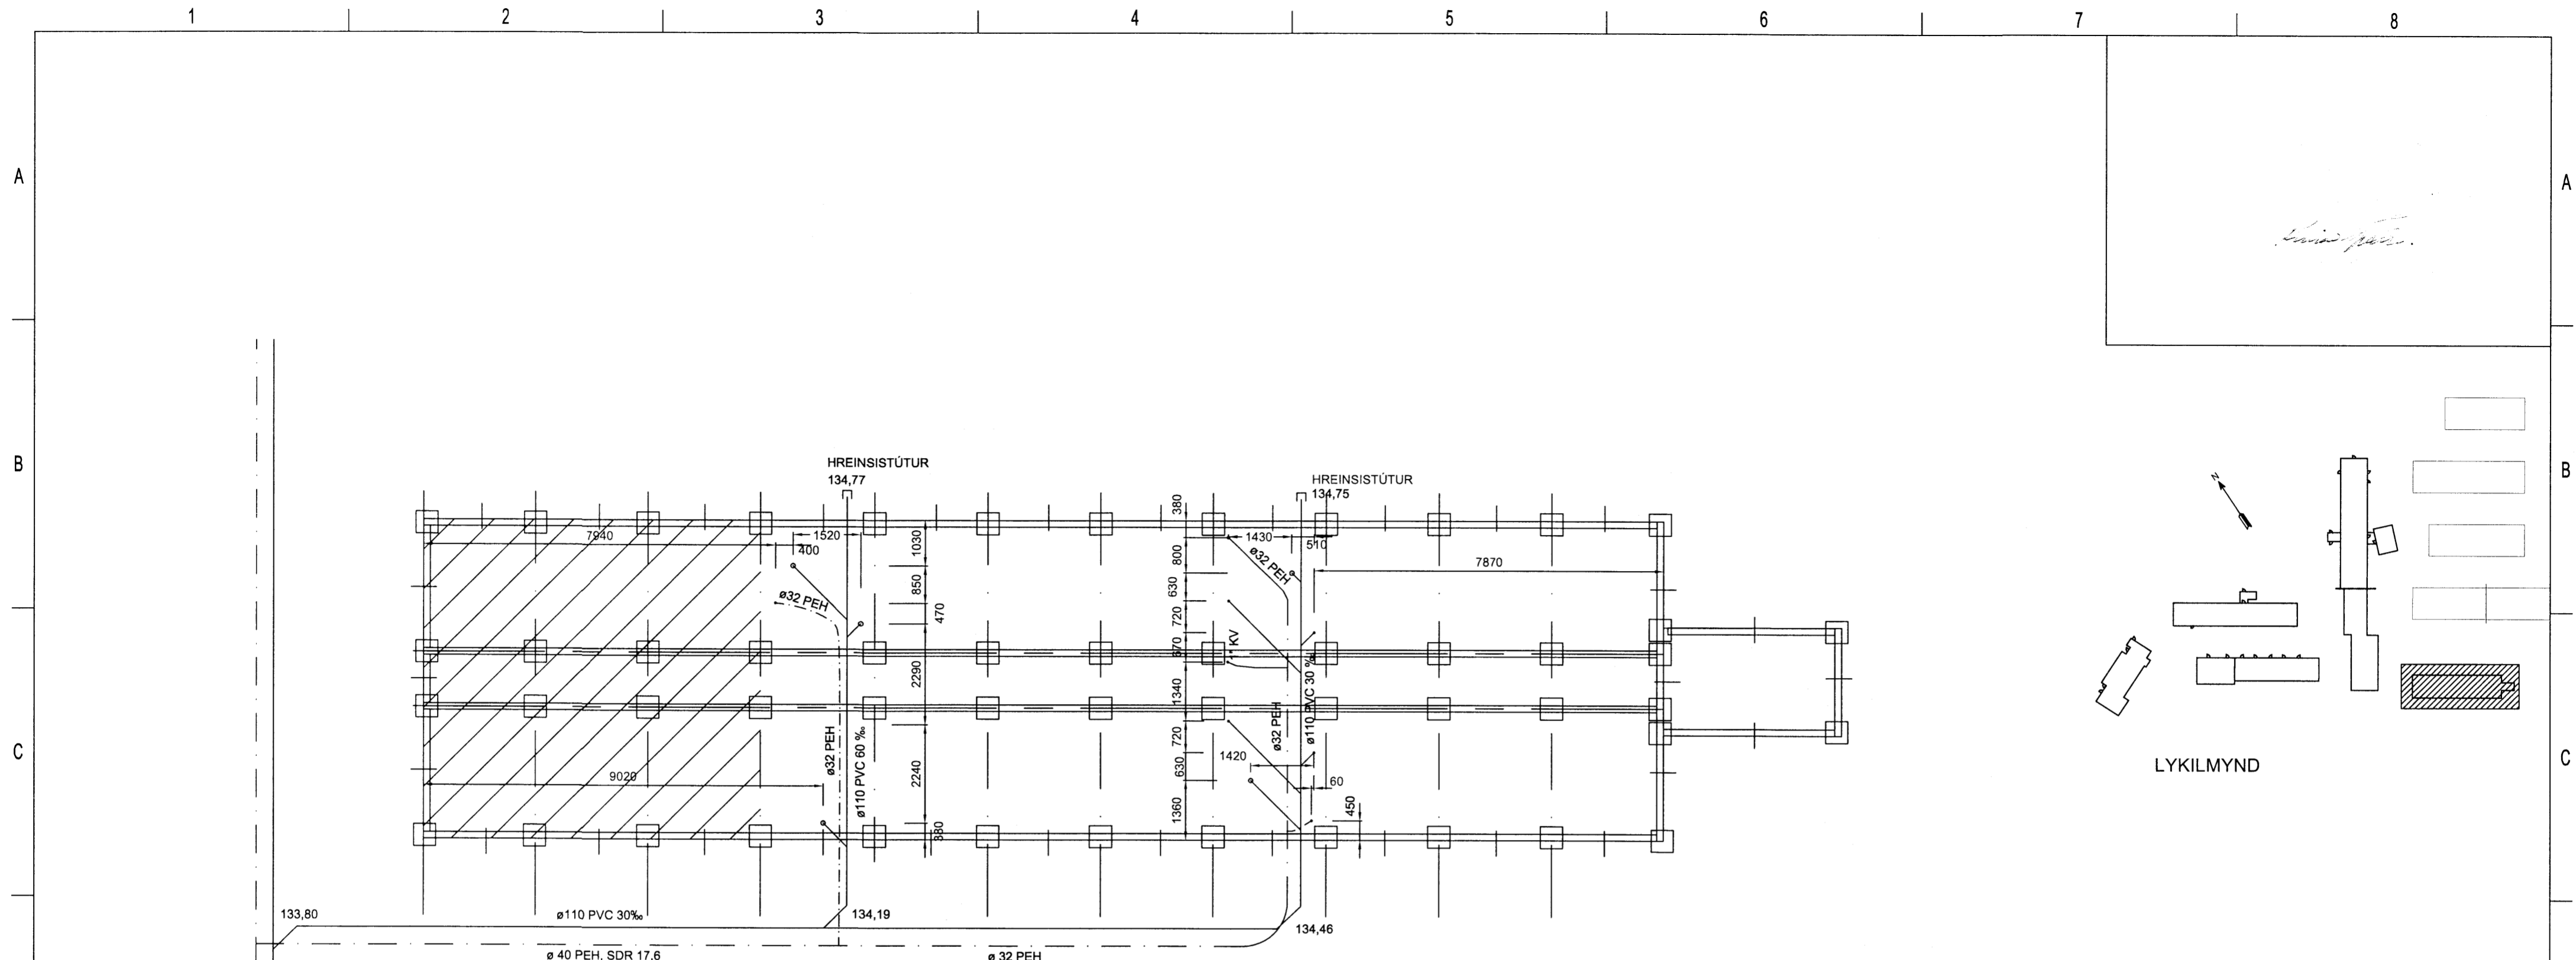 1 2 3 4 5 6 7 8
A A
B B
C C
HREINSISTÚTUR
134,77
HREINSISTÚTUR
134,75
7940
1520
400
1030
850
470
2290
2240
380
ø32 PEH
ø32 PEH
ø110 PVC 60 ‰
9020
380
800
630
720
670
1340
720
630
1360
1430
510
ø32 PEH
7870
1" KV
ø32 PEH
ø110 PVC 30 ‰
1420
60
450
N
LYKILMYND
133,80
ø110 PVC 30‰
134,19
134,46
ø 40 PEH, SDR 17,6
ø 32 PEH